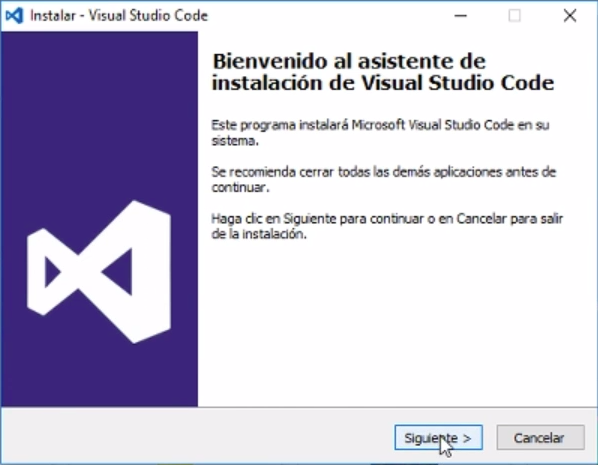 Instalar - Visual Studio Code
Bienvenido al asistente de
instalación de Visual Studio Code
Este programa instalará Microsoft Visual Studio Code en su
sistema.
Se recomienda cerrar todas las demás aplicaciones antes de
continuar.
Haga clic en Siguiente para continuar o en Cancelar para salir
de la instalación.
Siguiente >
Cancelar